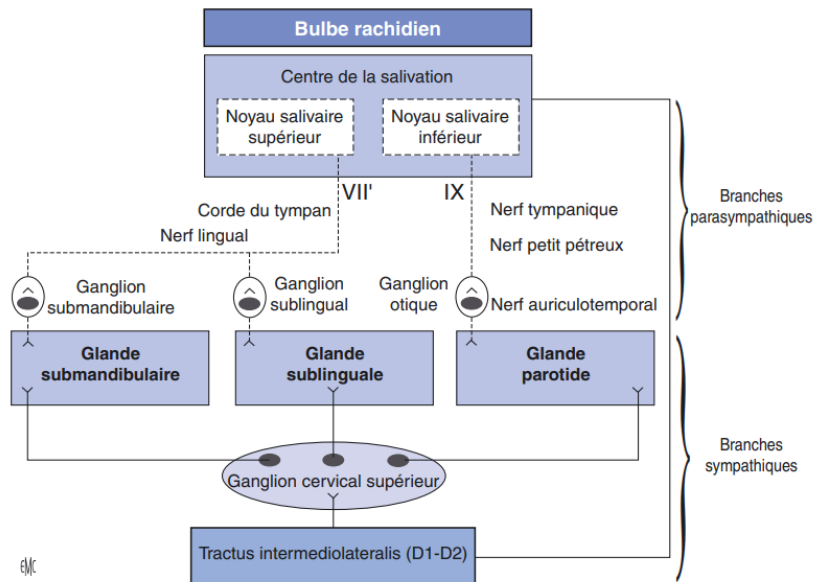 Bulbe rachidien
Centre de la salivation
Noyau salivaire
supérieur
Noyau salivaire
inférieur
VII'
IX
Corde du tympan
Nerf lingual
Nerf tympanique
Nerf petit pétreux
Branches
parasympathiques
Ganglion
submandibulaire
Ganglion
sublingual
Ganglion
otique
Nerf auriculotemporal
Glande
submandibulaire
Glande
sublinguale
Glande
parotide
Branches
sympathiques
Ganglion cervical supérieur
Tractus intermediolateralis (D1-D2)
EMC